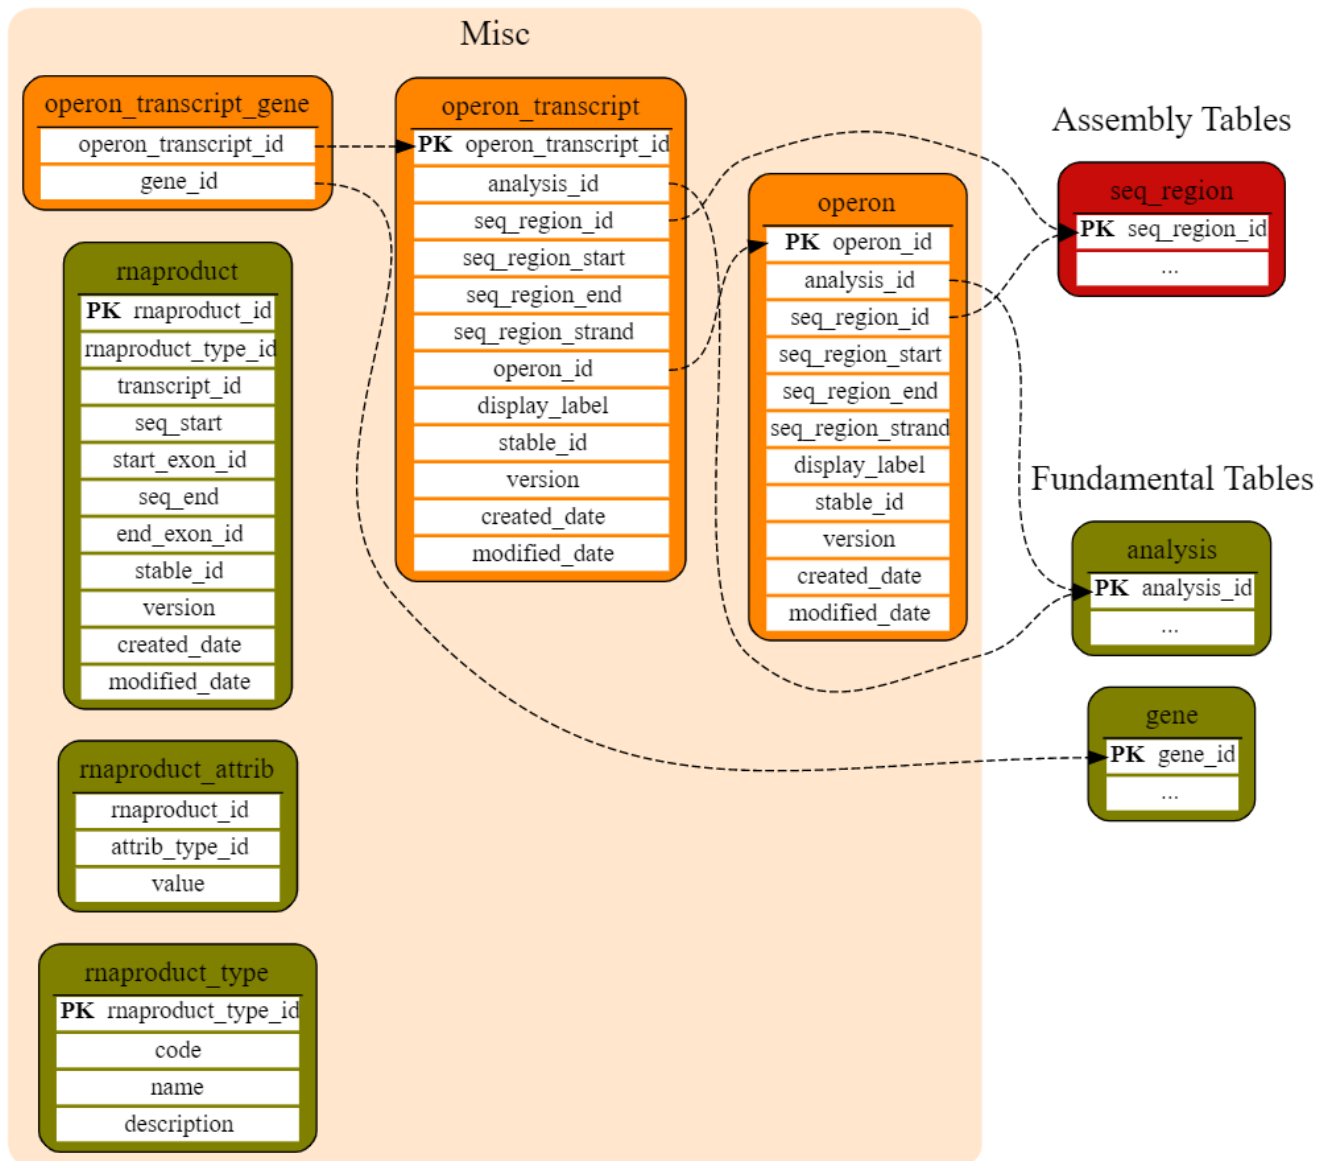 Misc
operon_transcript_gene
operon_transcript_id
gene_id
operon_transcript
PK operon_transcript_id
analysis_id
seq_region_id
seq_region_start
seq_region_end
seq_region_strand
operon_id
display_label
stable_id
version
created_date
modified_date
operon
PK operon_id
analysis_id
seq_region_id
seq_region_start
seq_region_end
seq_region_strand
display_label
stable_id
version
created_date
modified_date
Assembly Tables
seq_region
PK seq_region_id
...
Fundamental Tables
analysis
PK analysis_id
...
gene
PK gene_id
...
rnaproduct
PK rnaproduct_id
rnaproduct_type_id
transcript_id
seq_start
start_exon_id
seq_end
end_exon_id
stable_id
version
created_date
modified_date
rnaproduct_attrib
rnaproduct_id
attrib_type_id
value
rnaproduct_type
PK rnaproduct_type_id
code
name
description